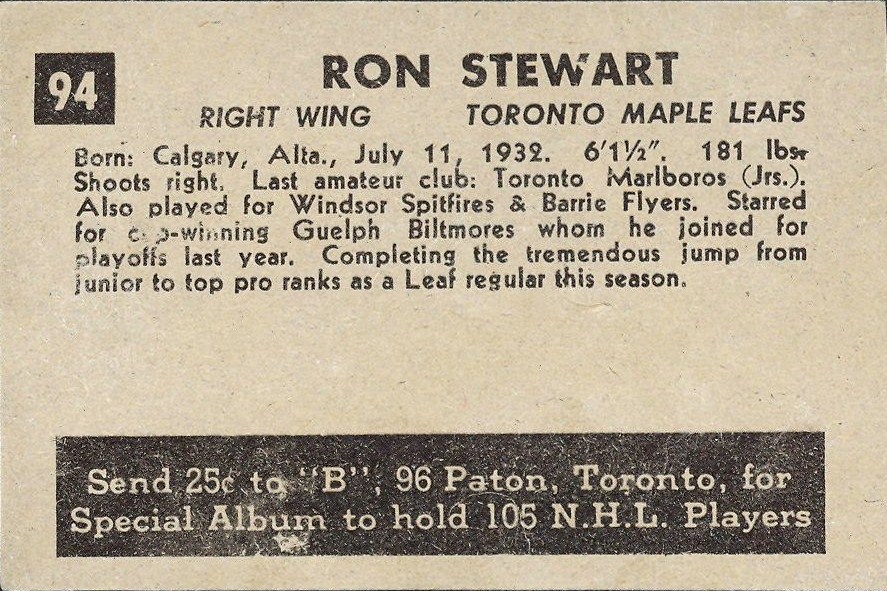 94
RON STEWART
RIGHT WING TORONTO MAPLE LEAFS
Born: Calgary, Alta., July 11, 1932. 6'1½". 181 lbs.
Shoots right. Last amateur club: Toronto Marlboros (Jrs.).
Also played for Windsor Spitfires & Barrie Flyers. Starred
for cup-winning Guelph Biltmores whom he joined for
playoffs last year. Completing the tremendous jump from
junior to top pro ranks as a Leaf regular this season.
Send 25¢ to "B", 96 Paton, Toronto, for
Special Album to hold 105 N.H.L. Players